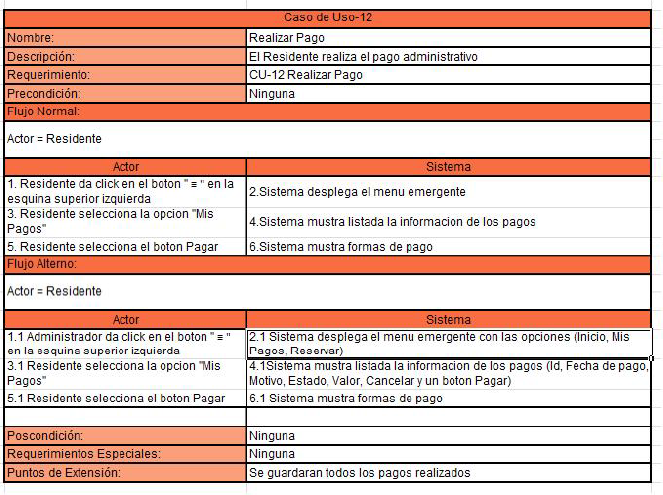 Caso de Uso-12
Nombre: Realizar Pago
Descripción: El Residente realiza el pago administrativo
Requerimiento: CU-12 Realizar Pago
Precondición: Ninguna
Flujo Normal:
Actor = Residente
Actor Sistema
1. Residente da click en el boton " ≡ " en la
esquina superior izquierda
2.Sistema desplega el menu emergente
3. Residente selecciona la opcion "Mis
Pagos"
4.Sistema mustra listada la informacion de los pagos
5. Residente selecciona el boton Pagar 6.Sistema mustra formas de pago
Flujo Alterno:
Actor = Residente
Actor Sistema
1.1 Administrador da click en el boton " ≡ "
en la esquina superior izquierda
2.1 Sistema desplega el menu emergente con las opciones (Inicio, Mis
Pagos, Reservar)
3.1 Residente selecciona la opcion "Mis
Pagos"
4.1Sistema mustra listada la informacion de los pagos (Id, Fecha de pago,
Motivo, Estado, Valor, Cancelar y un boton Pagar)
5.1 Residente selecciona el boton Pagar 6.1 Sistema mustra formas de pago
Poscondición: Ninguna
Requerimientos Especiales: Ninguna
Puntos de Extensión: Se guardaran todos los pagos realizados